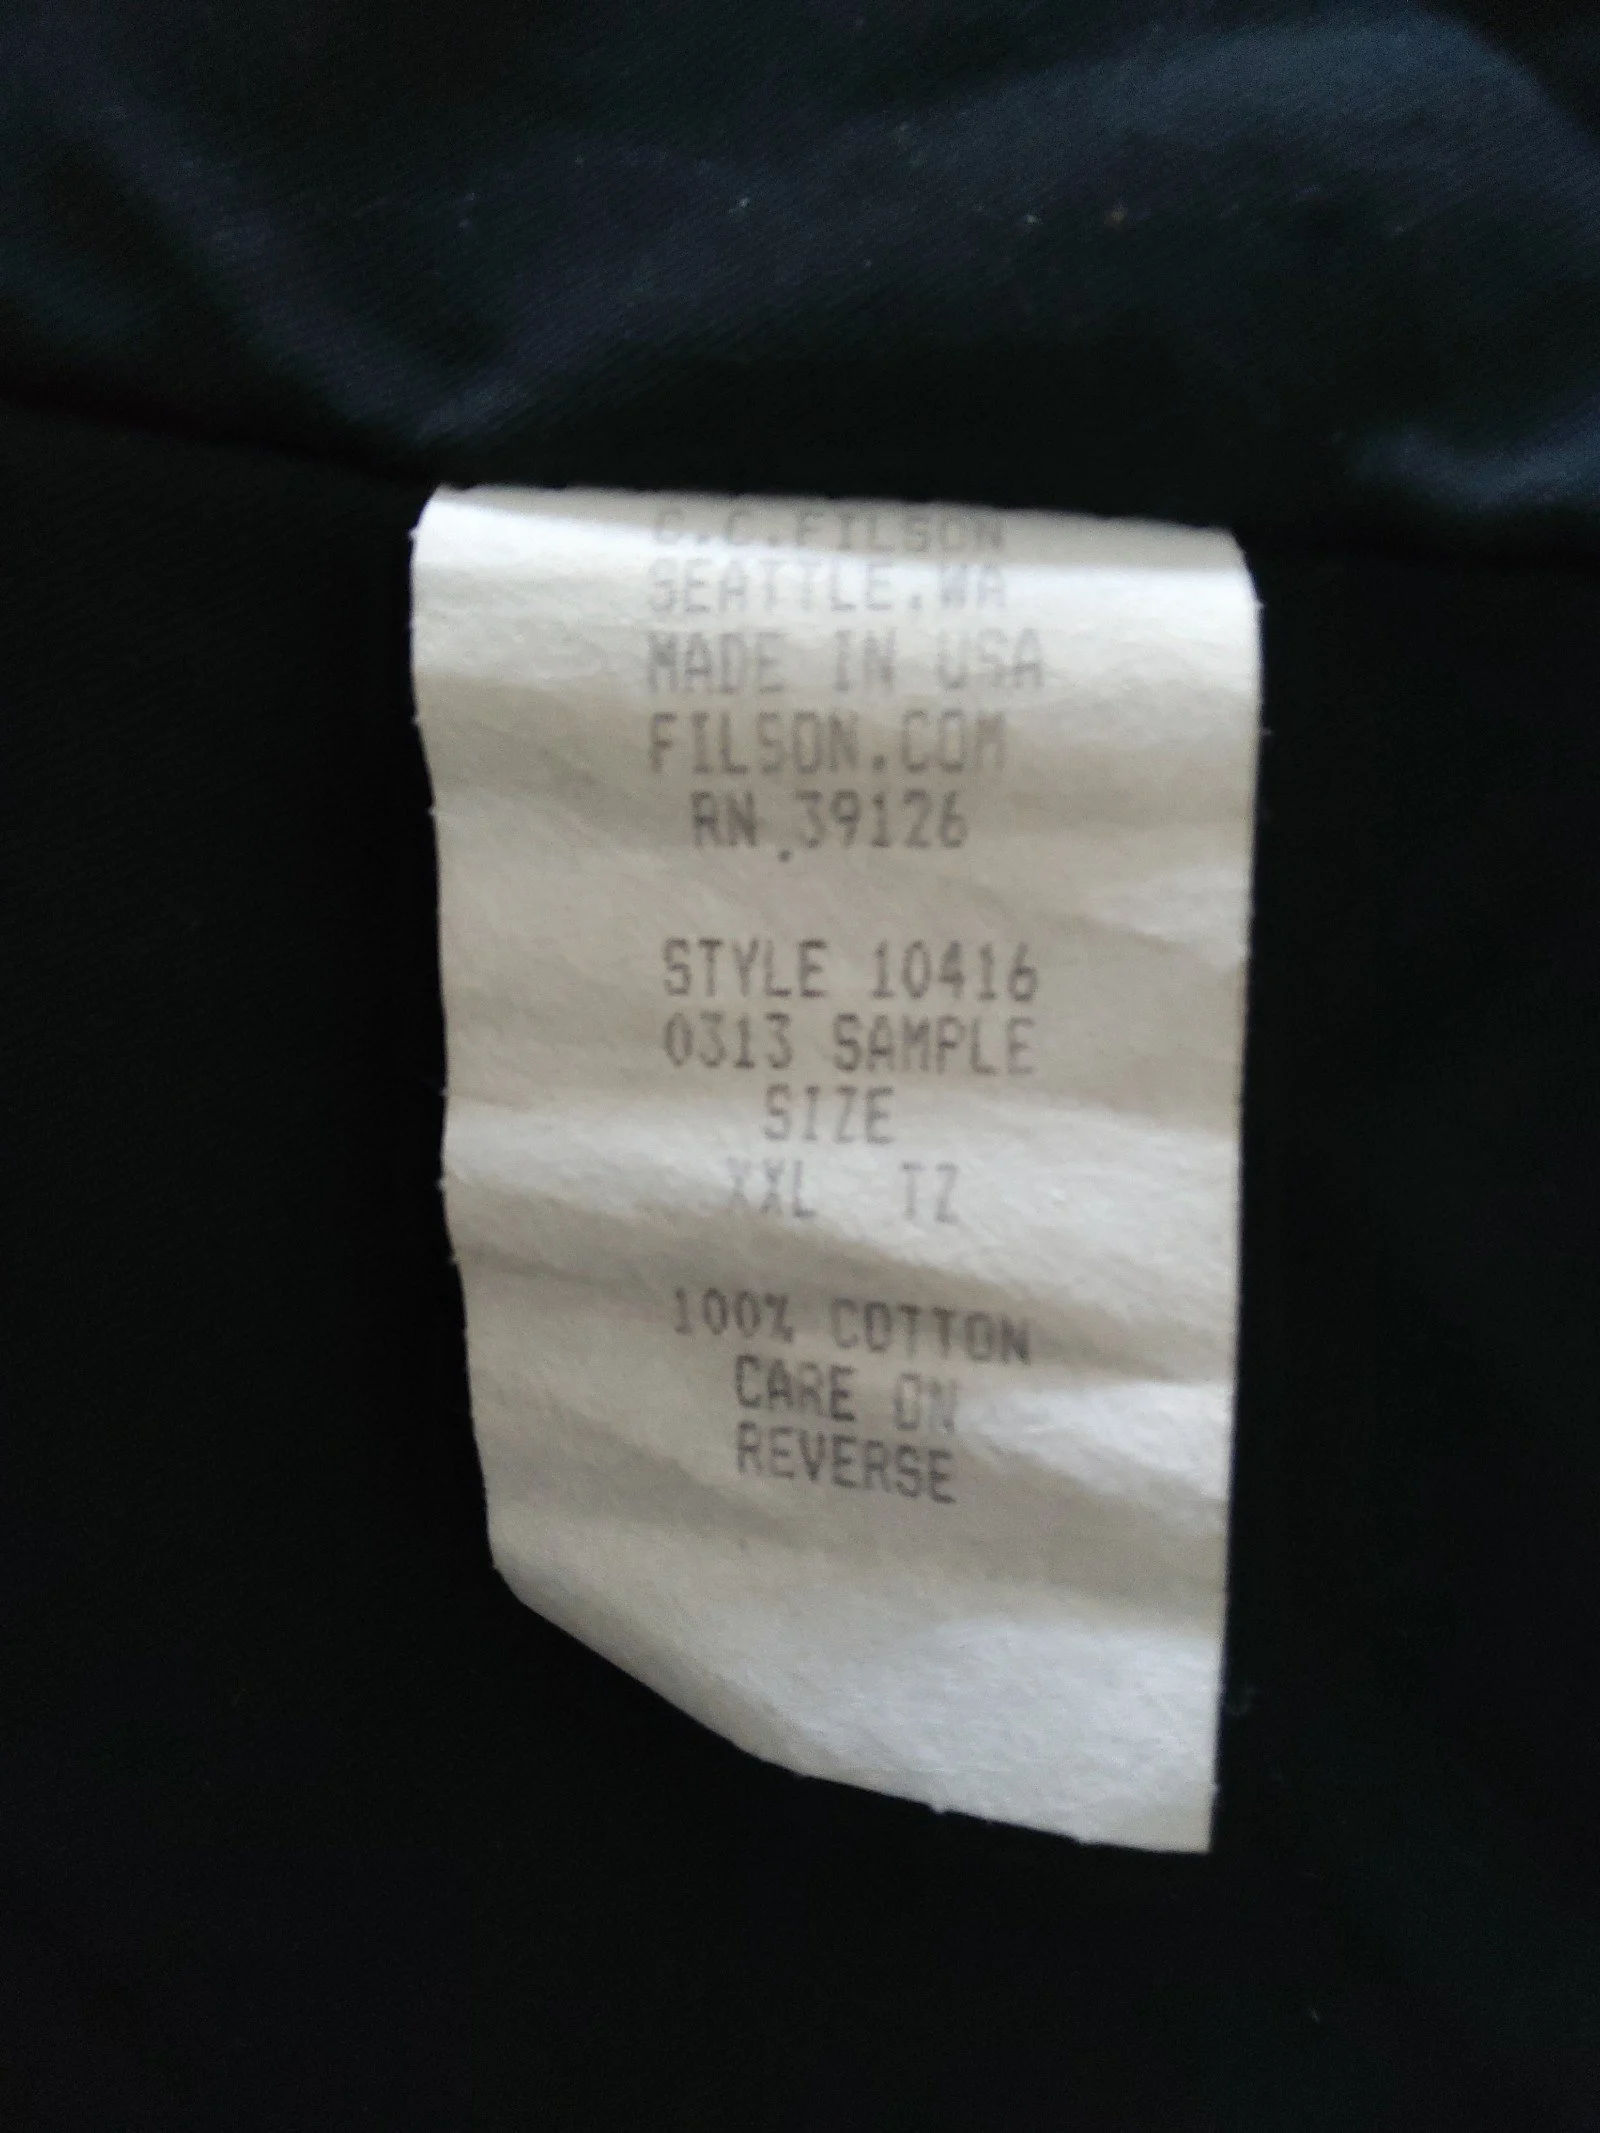 C.C.FILSON
SEATTLE.WA
MADE IN USA
FILSON.COM
RN 39126
STYLE 10416
0313 SAMPLE
SIZE
XXL TZ
100% COTTON
CARE ON
REVERSE